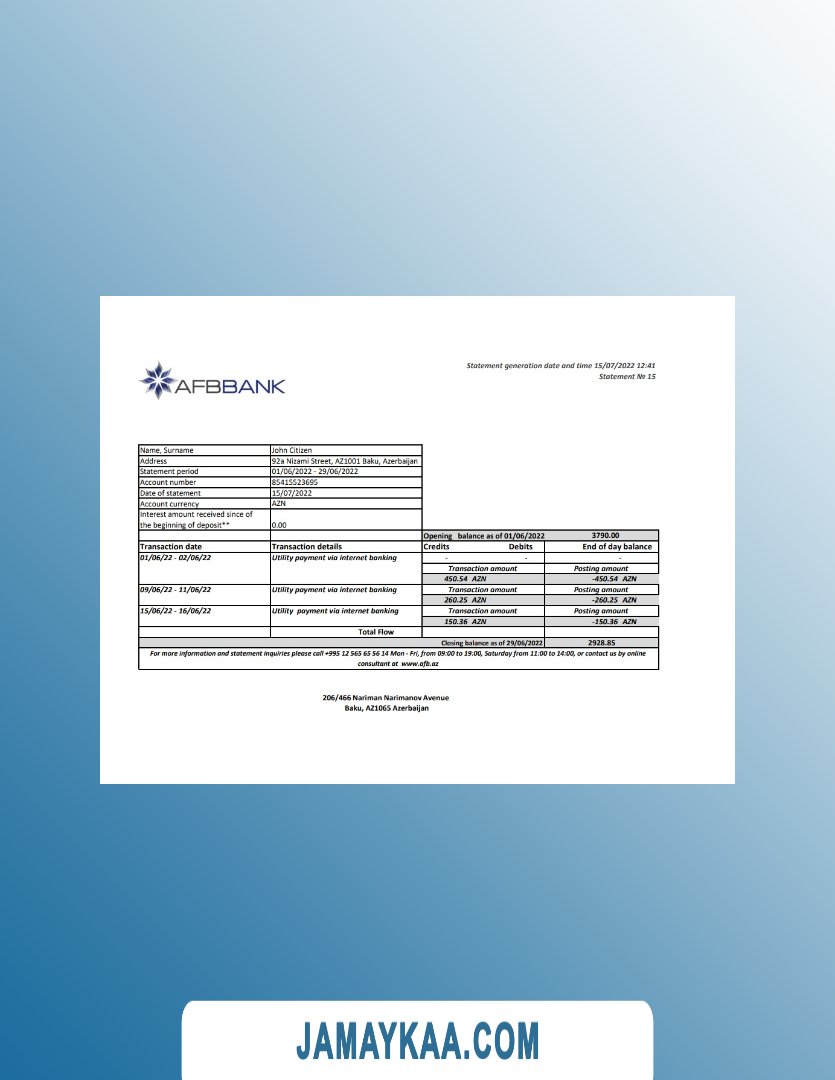 AFBBANK
Statement generation date and time 15/07/2022 12:41
Statement № 15
Name, Surname John Citizen
Address 92a Nizami Street, AZ1001 Baku, Azerbaijan
Statement period 01/06/2022 - 29/06/2022
Account number 85415523695
Date of statement 15/07/2022
Account currency AZN
Interest amount received since of
the beginning of deposit** 0.00
Opening balance as of 01/06/2022 3790.00
Transaction date Transaction details Credits Debits End of day balance
01/06/22 - 02/06/22 Utility payment via internet banking - - -
Transaction amount Posting amount
450.54 AZN -450.54 AZN
09/06/22 - 11/06/22 Utility payment via internet banking Transaction amount Posting amount
260.25 AZN -260.25 AZN
15/06/22 - 16/06/22 Utility payment via internet banking Transaction amount Posting amount
150.36 AZN -150.36 AZN
Total Flow
Closing balance as of 29/06/2022 2928.85
For more information and statement inquiries please call +995 12 565 65 56 14 Mon - Fri, from 09:00 to 19:00, Saturday from 11:00 to 14:00, or contact us by online
consultant at www.afb.az
206/466 Nariman Narimanov Avenue
Baku, AZ1065 Azerbaijan
JAMAYKAA.COM